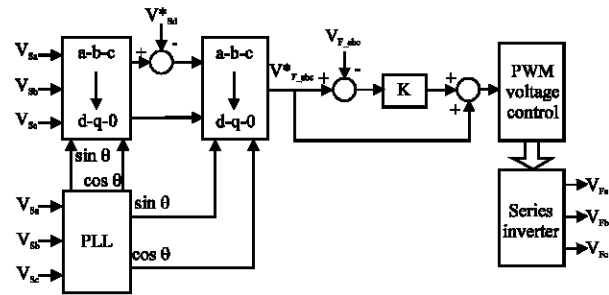 V*Sd
VSa
VSb
VSc
+
-
a-b-c
d-q-0
a-b-c
d-q-0
V*F_abc
VF_abc
+
-
K
+
+
PWM
voltage
control
sin θ
cos θ
VSa
VSb
VSc
PLL
sin θ
cos θ
Series
inverter
VFa
VFb
VFc